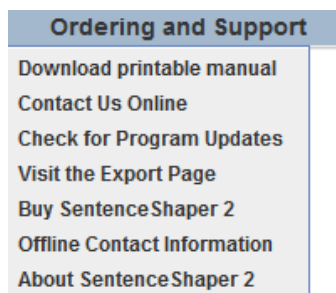 Ordering and Support
Download printable manual
Contact Us Online
Check for Program Updates
Visit the Export Page
Buy SentenceShaper 2
Offline Contact Information
About SentenceShaper 2